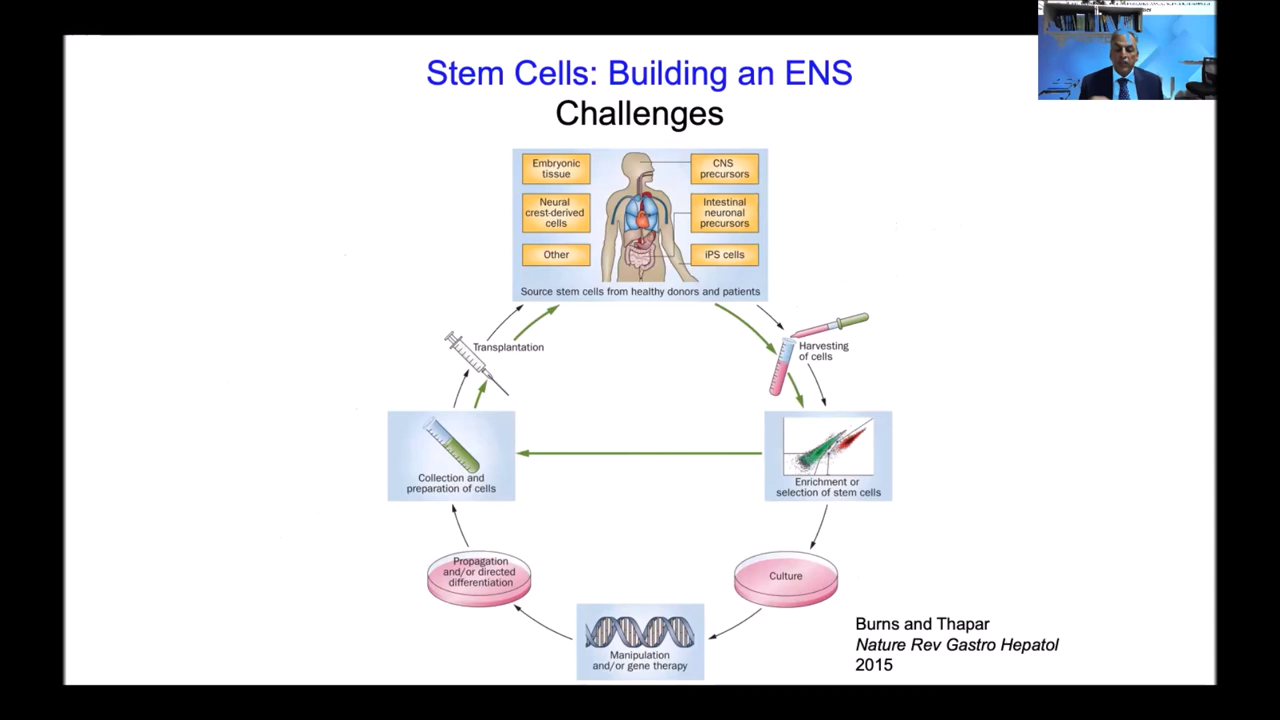 Stem Cells: Building an ENS
Challenges
Embryonic
tissue
CNS
precursors
Neural
crest-derived
cells
Intestinal
neuronal
precursors
Other
iPS cells
Source stem cells from healthy donors and patients
Transplantation
Harvesting
of cells
Collection and
preparation of cells
Enrichment or
selection of stem cells
Propagation
and/or directed
differentiation
Culture
Manipulation
and/or gene therapy
Burns and Thapar
Nature Rev Gastro Hepatol
2015